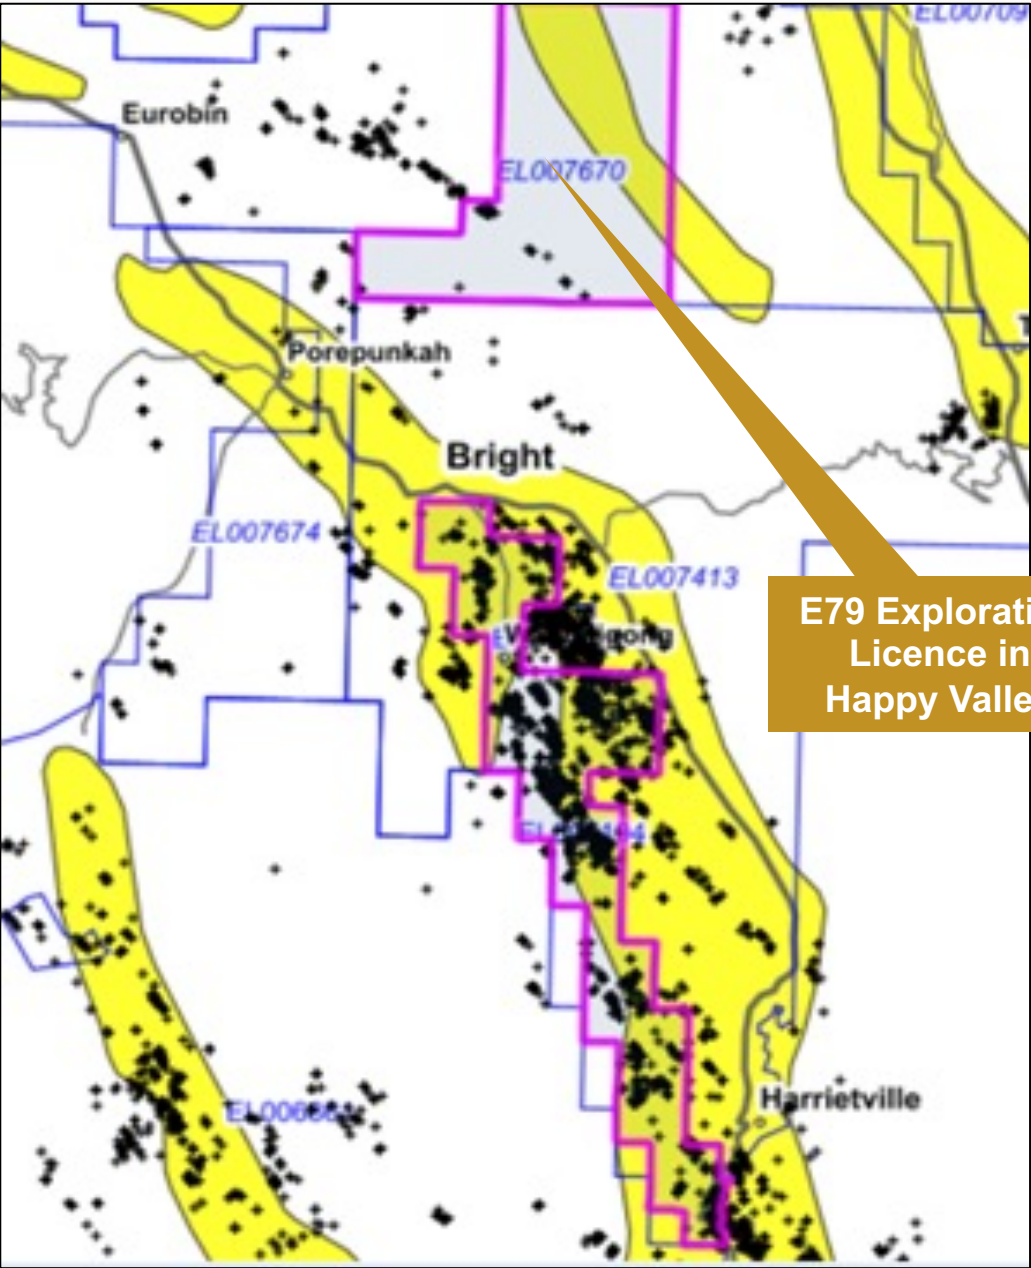 EL00709
Eurobin
EL007670
Porepunkah
Bright
EL007674
EL007413
E79 Explorati
Licence in
Happy Valle
Harrietville